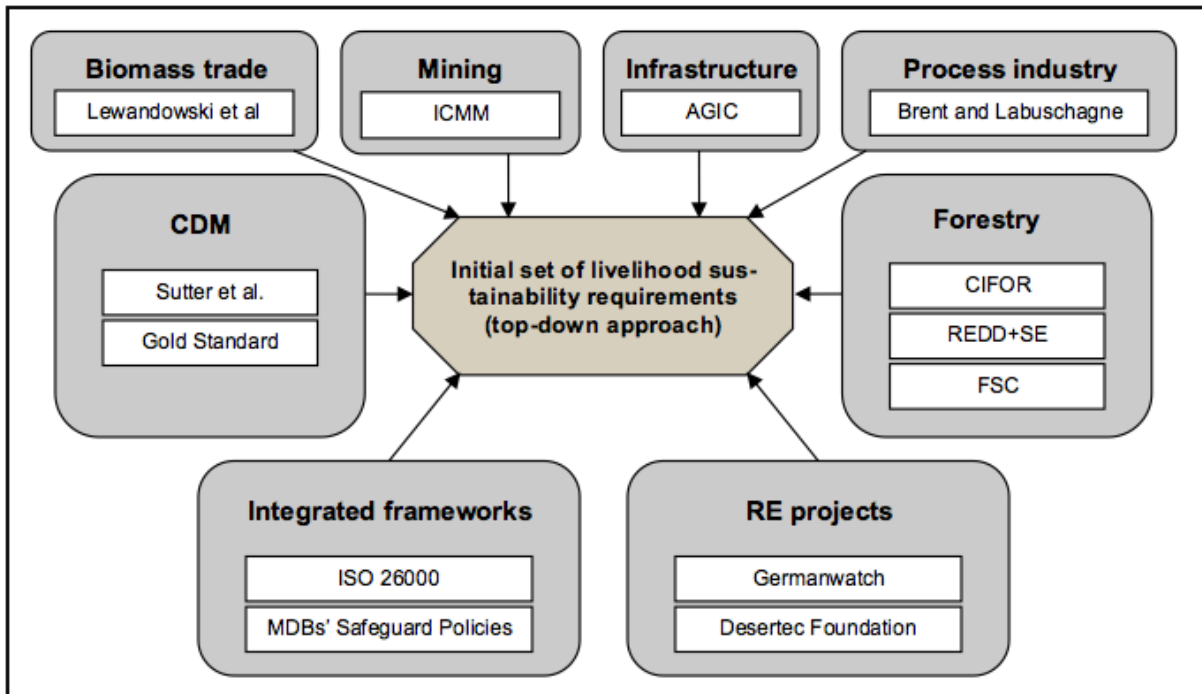 Biomass trade
Lewandowski et al
Mining
ICMM
Infrastructure
AGIC
Process industry
Brent and Labuschagne
CDM
Sutter et al.
Gold Standard
Initial set of livelihood sus-
tainability requirements
(top-down approach)
Forestry
CIFOR
REDD+SE
FSC
Integrated frameworks
ISO 26000
MDBs' Safeguard Policies
RE projects
Germanwatch
Desertec Foundation